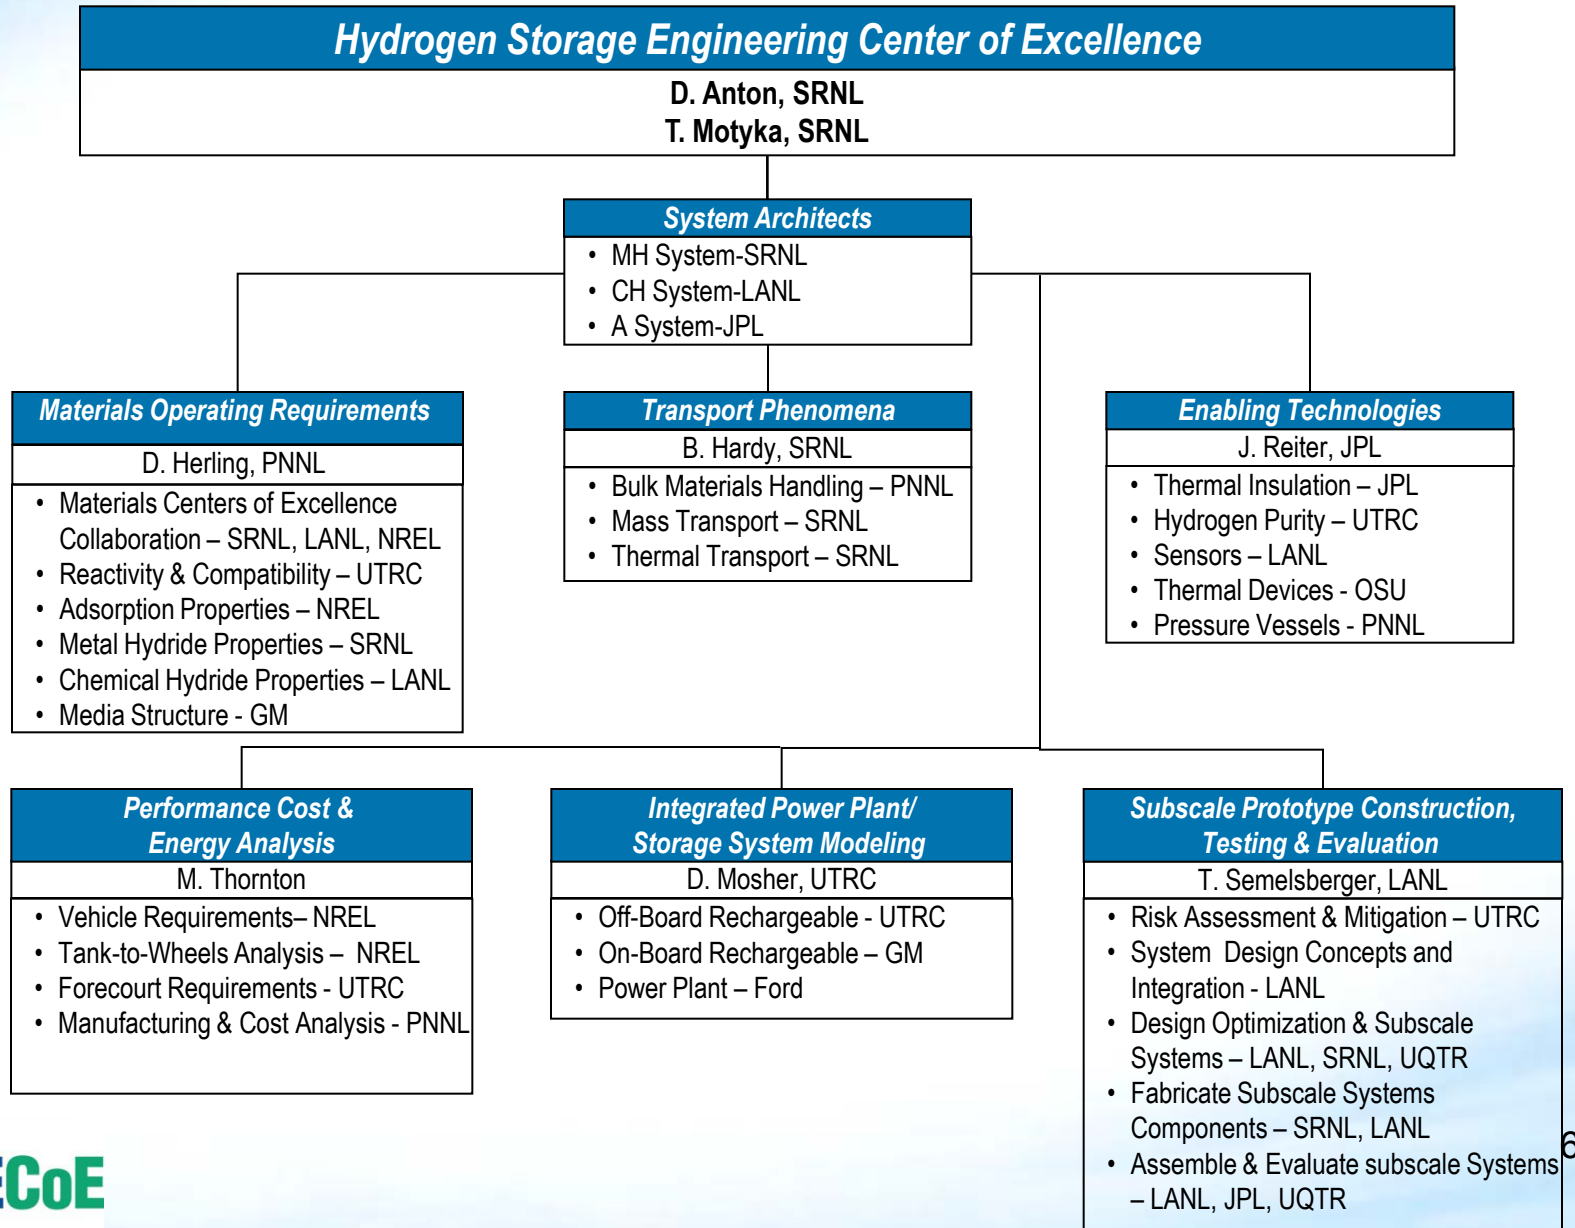 Hydrogen Storage Engineering Center of Excellence
D. Anton, SRNL
T. Motyka, SRNL
System Architects
• MH System-SRNL
• CH System-LANL
• A System-JPL
Materials Operating Requirements
D. Herling, PNNL
• Materials Centers of Excellence
Collaboration – SRNL, LANL, NREL
• Reactivity & Compatibility – UTRC
• Adsorption Properties – NREL
• Metal Hydride Properties – SRNL
• Chemical Hydride Properties – LANL
• Media Structure - GM
Transport Phenomena
B. Hardy, SRNL
• Bulk Materials Handling – PNNL
• Mass Transport – SRNL
• Thermal Transport – SRNL
Enabling Technologies
J. Reiter, JPL
• Thermal Insulation – JPL
• Hydrogen Purity – UTRC
• Sensors – LANL
• Thermal Devices - OSU
• Pressure Vessels - PNNL
Performance Cost &
Energy Analysis
M. Thornton
• Vehicle Requirements– NREL
• Tank-to-Wheels Analysis – NREL
• Forecourt Requirements - UTRC
• Manufacturing & Cost Analysis - PNNL
Integrated Power Plant/
Storage System Modeling
D. Mosher, UTRC
• Off-Board Rechargeable - UTRC
• On-Board Rechargeable – GM
• Power Plant – Ford
Subscale Prototype Construction,
Testing & Evaluation
T. Semelsberger, LANL
• Risk Assessment & Mitigation – UTRC
• System Design Concepts and
Integration - LANL
• Design Optimization & Subscale
Systems – LANL, SRNL, UQTR
• Fabricate Subscale Systems
Components – SRNL, LANL
• Assemble & Evaluate subscale Systems
– LANL, JPL, UQTR
6
CoE